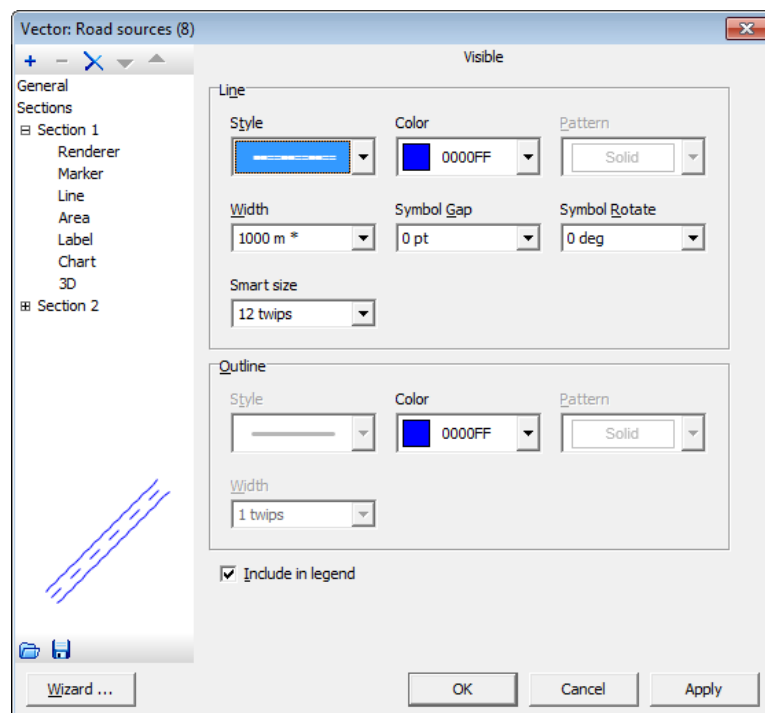 Vector: Road sources (8)
Visible
General
Sections
Section 1
Renderer
Marker
Line
Area
Label
Chart
3D
Section 2
Line
Style
Color
Pattern
0000FF
Solid
Width
Symbol Gap
Symbol Rotate
1000 m *
0 pt
0 deg
Smart size
12 twips
Outline
Style
Color
Pattern
0000FF
Solid
Width
1 twips
Include in legend
Wizard ...
OK
Cancel
Apply